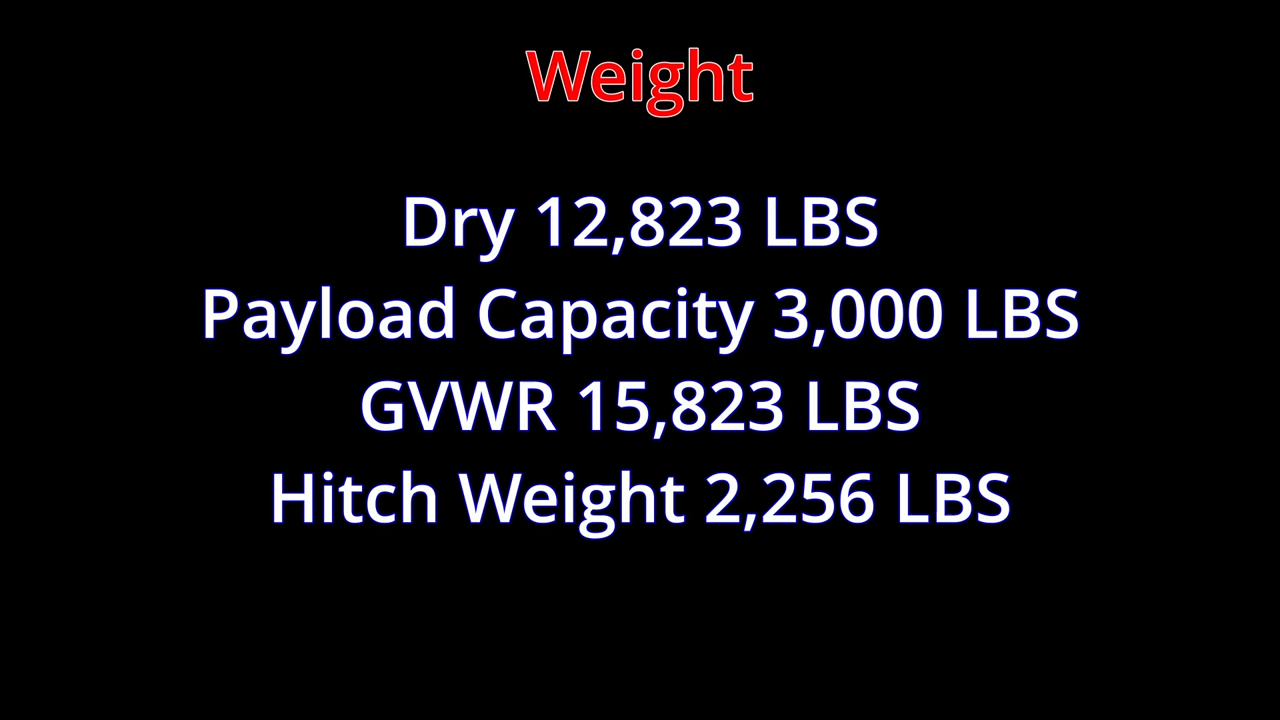 Weight
Dry 12,823 LBS
Payload Capacity 3,000 LBS
GVWR 15,823 LBS
Hitch Weight 2,256 LBS